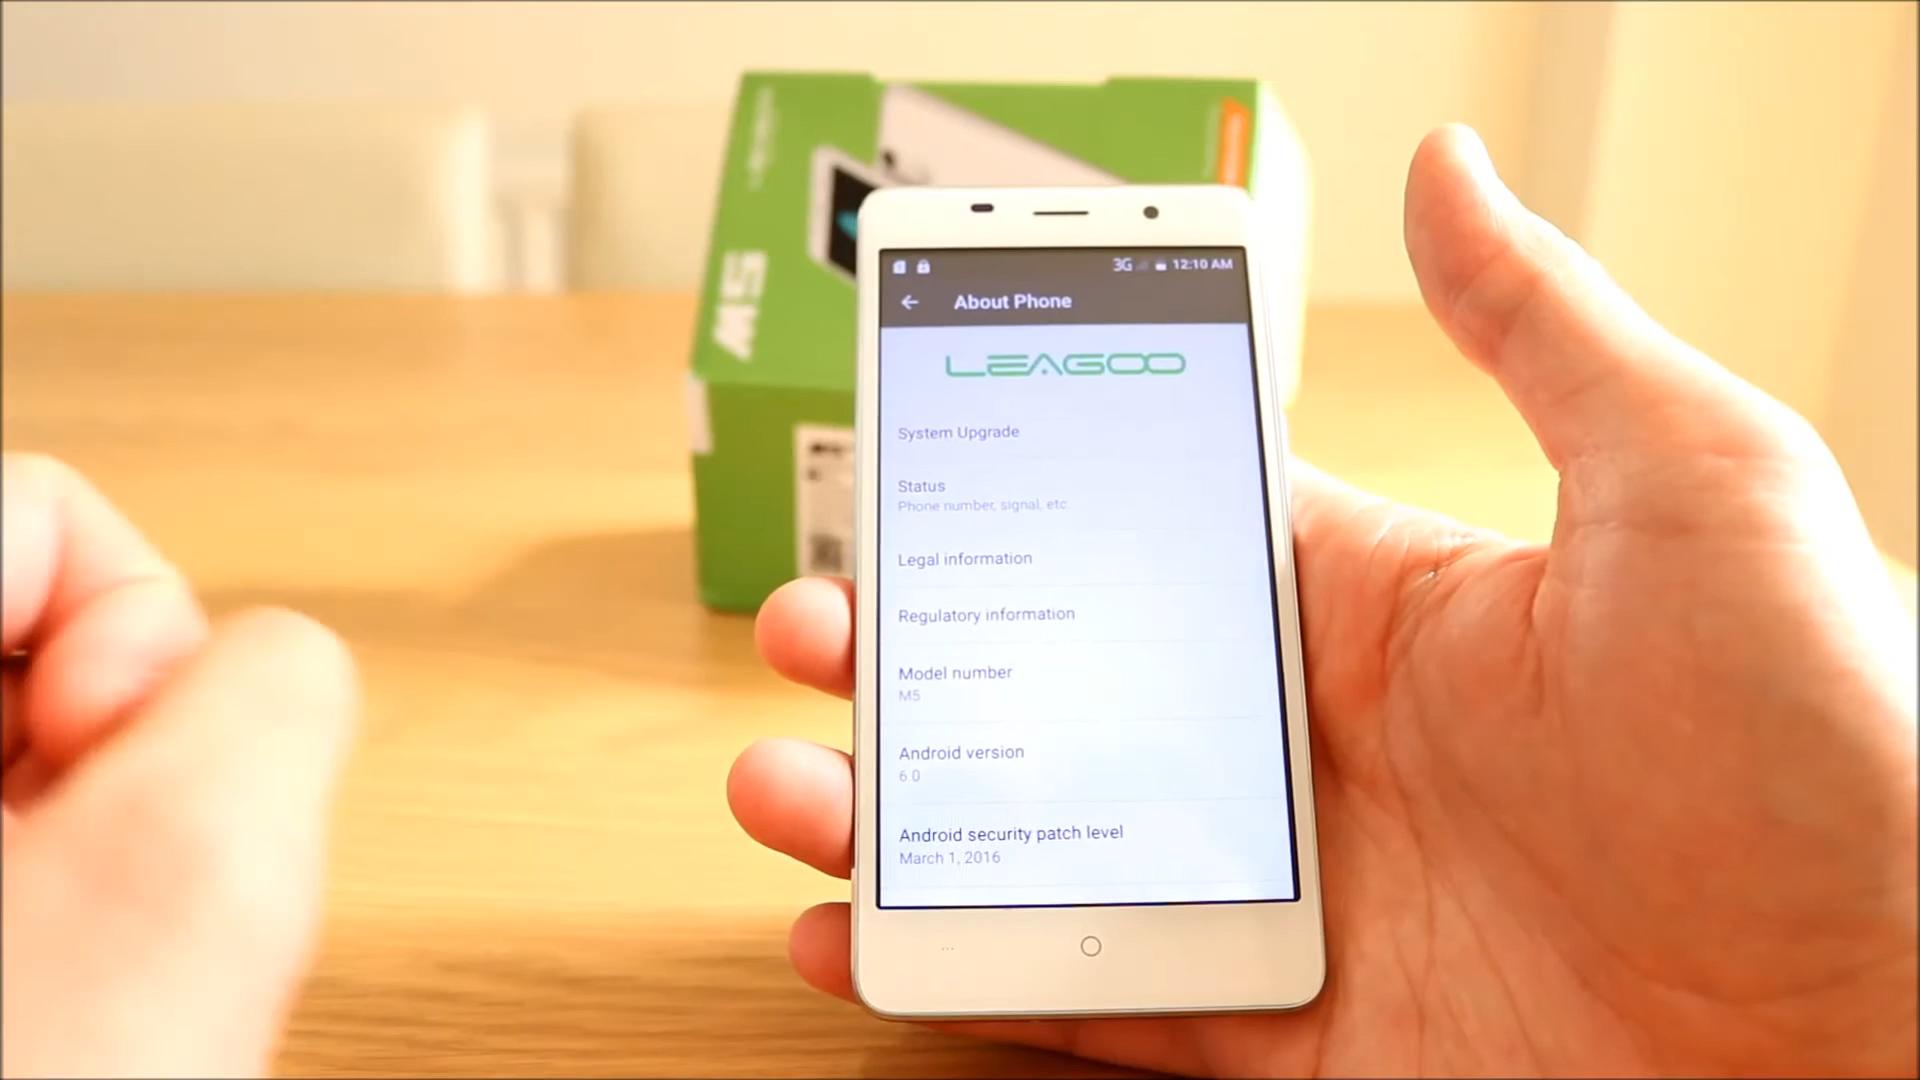 M5
3G 12:10 AM
About Phone
LEAGOO
System Upgrade
Status
Phone number, signal, etc.
Legal information
Regulatory information
Model number
M5
Android version
6.0
Android security patch level
March 1, 2016